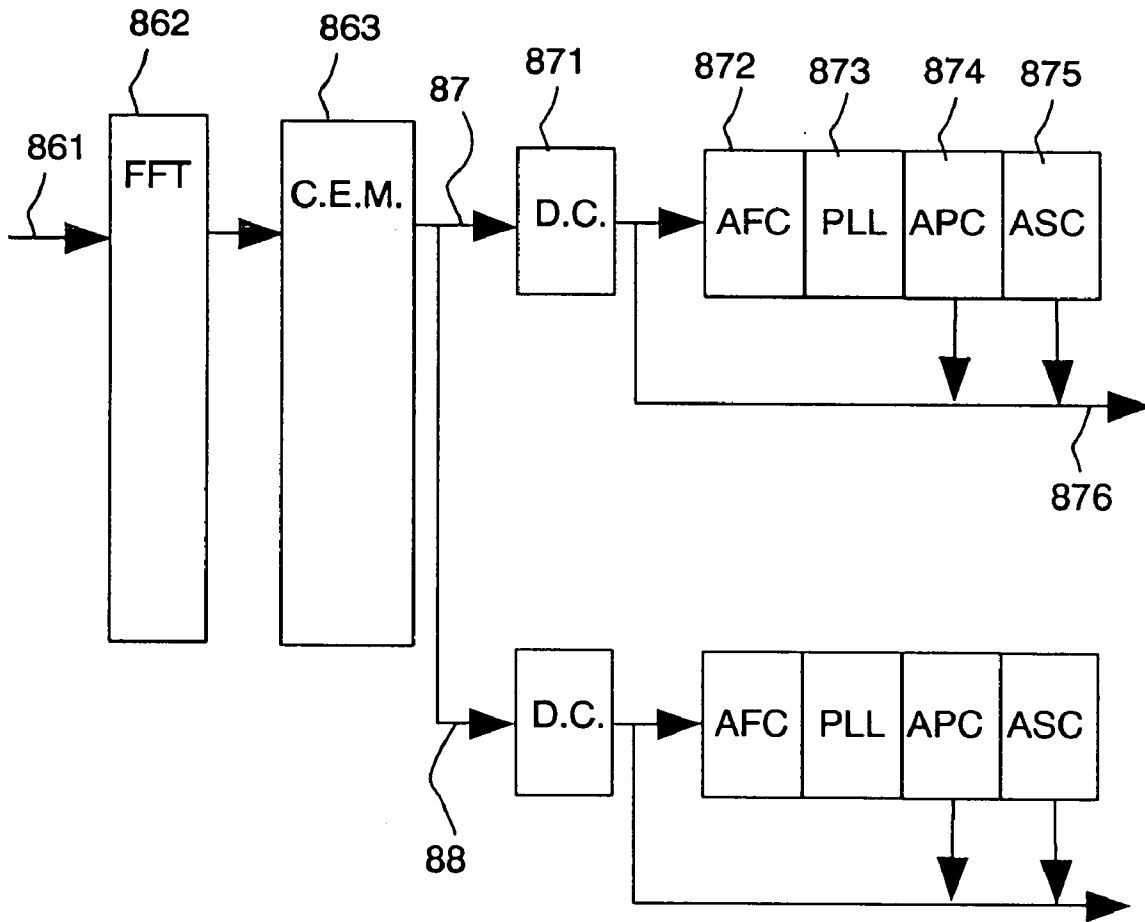 862
863
871
872
873
874
875
87
861
FFT
C.E.M.
D.C.
AFC
PLL
APC
ASC
876
D.C.
AFC
PLL
APC
ASC
88